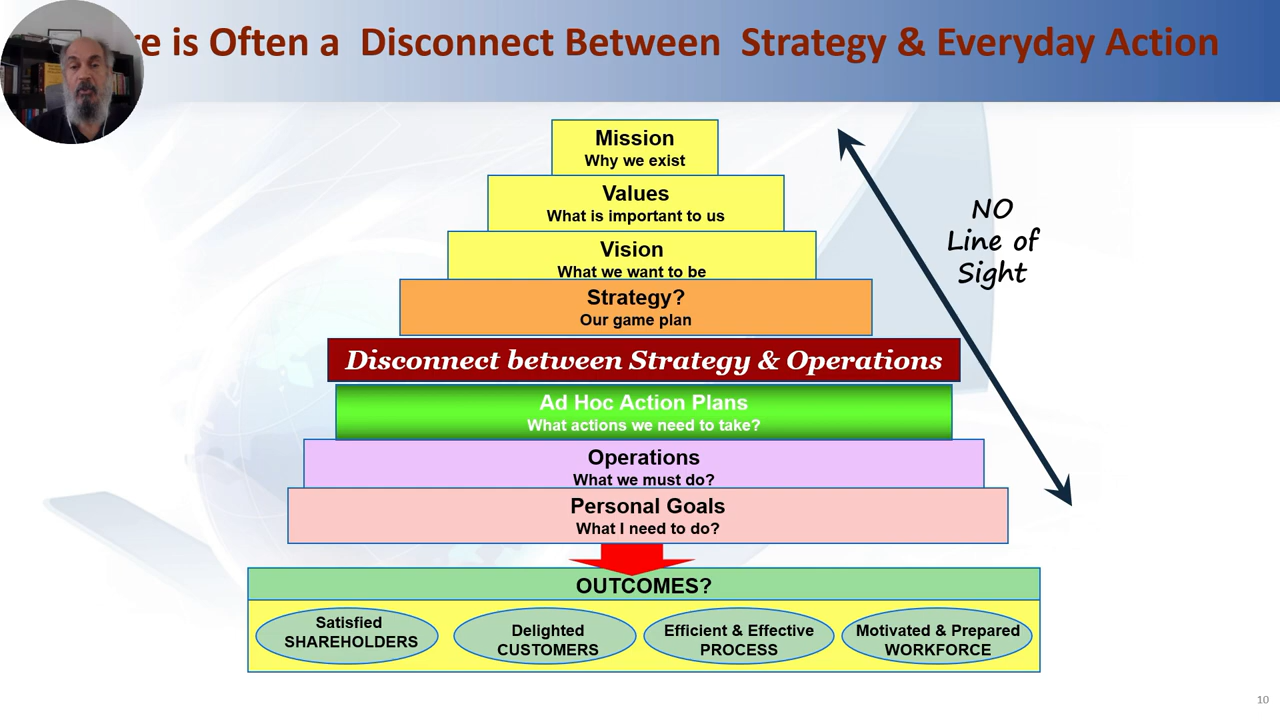 re is Often a Disconnect Between Strategy & Everyday Action
Mission
Why we exist
Values
What is important to us
Vision
What we want to be
Strategy?
Our game plan
NO
Line of
Sight
Disconnect between Strategy & Operations
Ad Hoc Action Plans
What actions we need to take?
Operations
What we must do?
Personal Goals
What I need to do?
OUTCOMES?
Satisfied
SHAREHOLDERS
Delighted
CUSTOMERS
Efficient & Effective
PROCESS
Motivated & Prepared
WORKFORCE
10